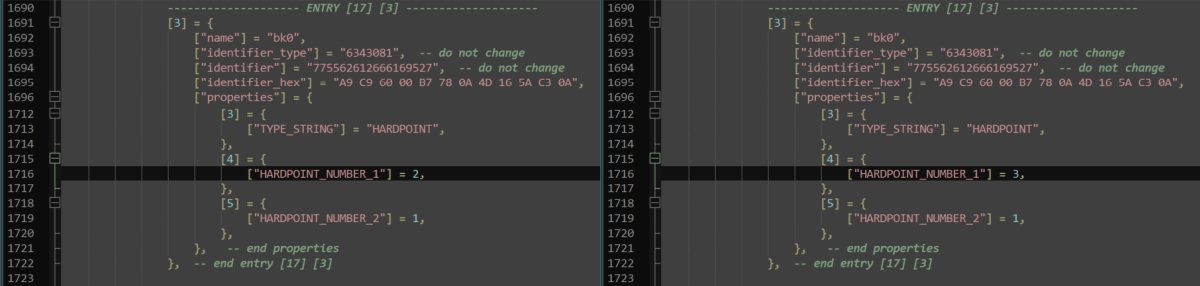 1690 ------------------- ENTRY [17] [3] -------------------
1691 [3] = {
1692 ["name"] = "bk0",
1693 ["identifier_type"] = "6343081", -- do not change
1694 ["identifier"] = "775562612666169527", -- do not change
1695 ["identifier_hex"] = "A9 C9 60 00 B7 78 0A 4D 16 5A C3 0A",
1696 ["properties"] = {
1712 [3] = {
1713 ["TYPE_STRING"] = "HARDPOINT",
1714 },
1715 [4] = {
1716 ["HARDPOINT_NUMBER_1"] = 2,
1717 },
1718 [5] = {
1719 ["HARDPOINT_NUMBER_2"] = 1,
1720 },
1721 }, -- end properties
1722 }, -- end entry [17] [3]
1723
1690 ------------------- ENTRY [17] [3] -------------------
1691 [3] = {
1692 ["name"] = "bk0",
1693 ["identifier_type"] = "6343081", -- do not change
1694 ["identifier"] = "775562612666169527", -- do not change
1695 ["identifier_hex"] = "A9 C9 60 00 B7 78 0A 4D 16 5A C3 0A",
1696 ["properties"] = {
1712 [3] = {
1713 ["TYPE_STRING"] = "HARDPOINT",
1714 },
1715 [4] = {
1716 ["HARDPOINT_NUMBER_1"] = 3,
1717 },
1718 [5] = {
1719 ["HARDPOINT_NUMBER_2"] = 1,
1720 },
1721 }, -- end properties
1722 }, -- end entry [17] [3]
1723